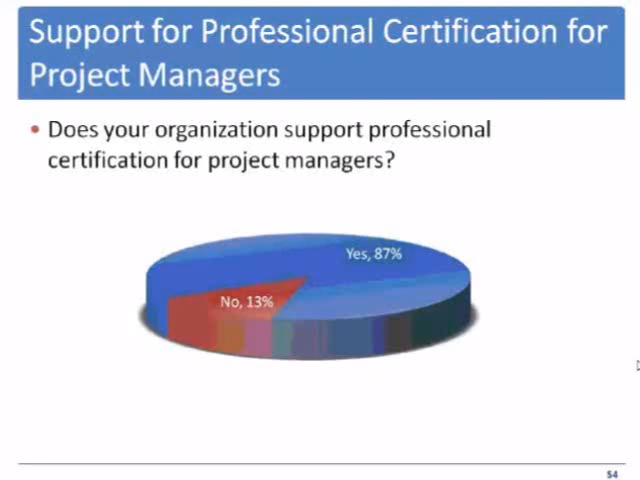 Support for Professional Certification for
Project Managers
• Does your organization support professional
certification for project managers?
Yes, 87%
No, 13%
54